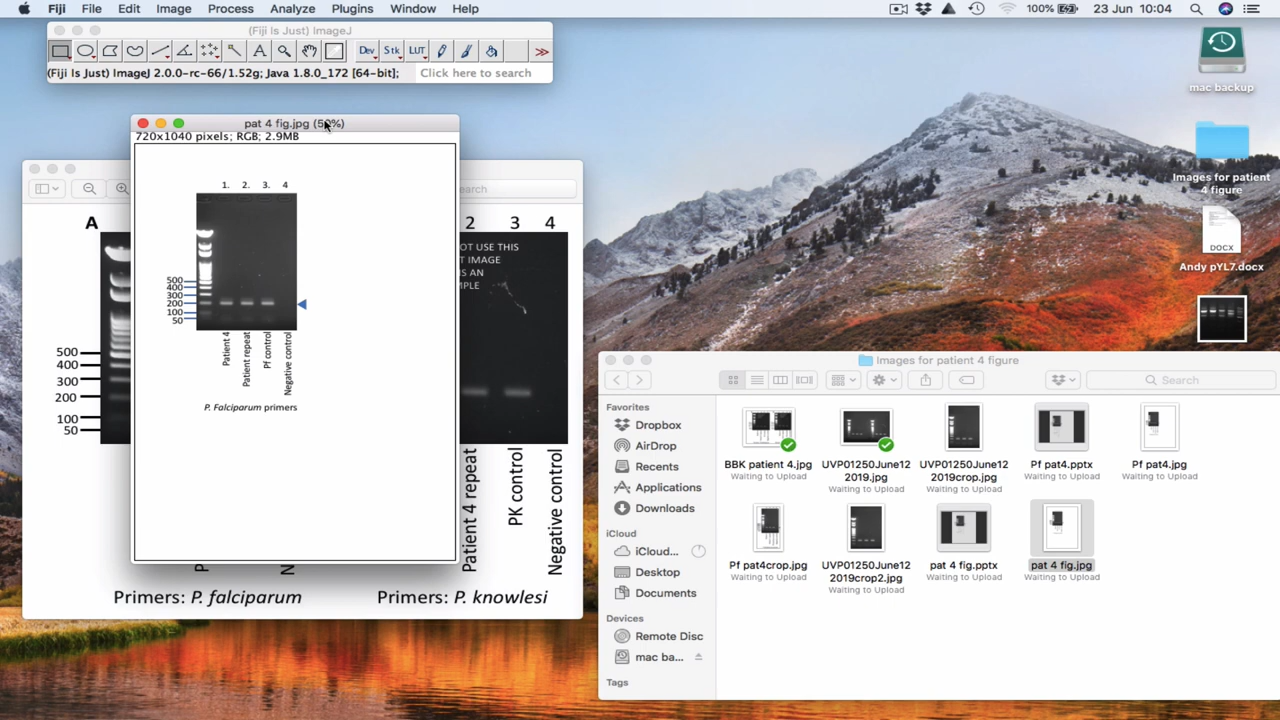 Fiji File Edit Image Process Analyze Plugins Window Help
100% 23 Jun 10:04
(Fiji Is Just) ImageJ
A
Dev Stk LUT
(Fiji Is Just) ImageJ 2.0.0-rc-66/1.52g; Java 1.8.0_172 [64-bit];
Click here to search
mac backup
Images for patient
4 figure
DOCX
Andy pYL7.docx
pat 4 fig.jpg
720x1040 pixels; RGB; 2.9MB
1. 2. 3. 4
500
400
300
200
100
50
Patient 4
Patient repeat
Pf control
Negative control
P. Falciparum primers
earch
A
2 3 4
OT USE THIS
T IMAGE
IS AN
MPLE
500
400
300
200
100
50
Patient 4 repeat
PK control
Negative control
Primers: P. falciparum
Primers: P. knowlesi
Images for patient 4 figure
Search
Favorites
Dropbox
AirDrop
Recents
Applications
Downloads
iCloud
iCloud...
Desktop
Documents
Devices
Remote Disc
mac ba...
Tags
BBK patient 4.jpg
Waiting to Upload
UVP01250June12
2019.jpg
Waiting to Upload
UVP01250June12
2019crop.jpg
Waiting to Upload
Pf pat4.pptx
Waiting to Upload
Pf pat4.jpg
Waiting to Upload
Pf pat4crop.jpg
Waiting to Upload
UVP01250June12
2019crop2.jpg
Waiting to Upload
pat 4 fig.pptx
Waiting to Upload
pat 4 fig.jpg
Waiting to Upload